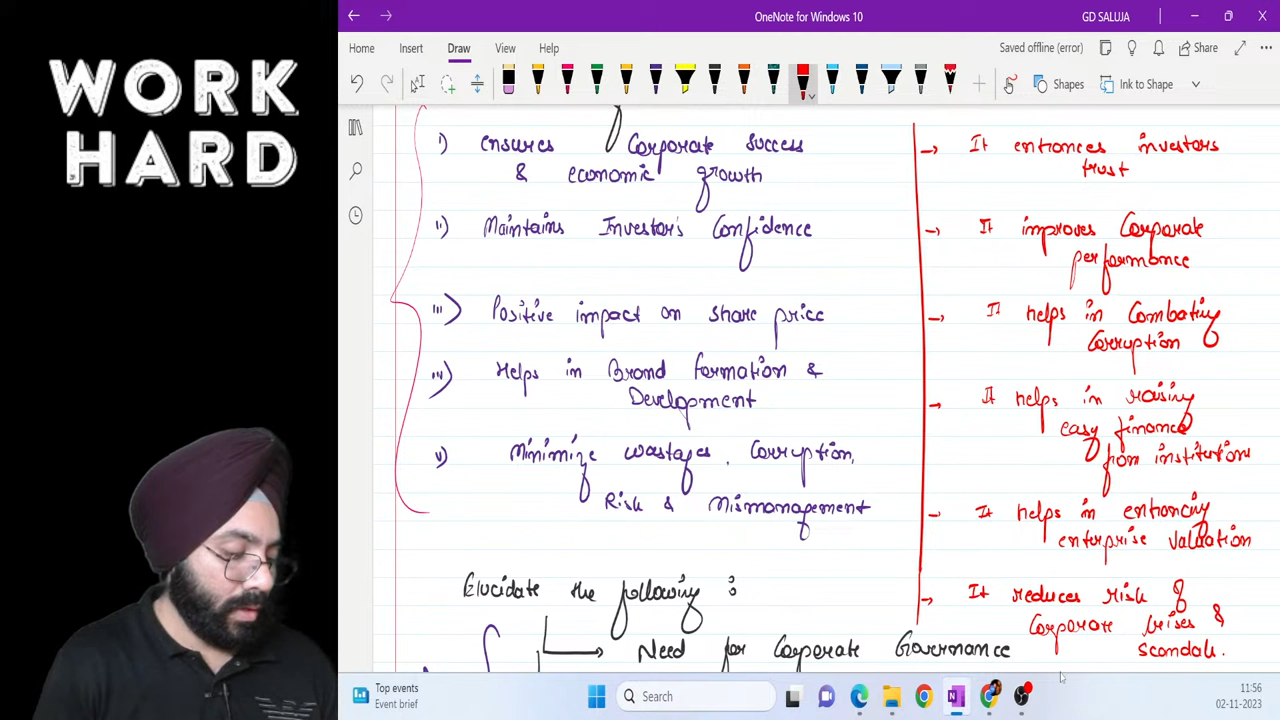 WORK
HARD
OneNote for Windows 10
GD SALUJA
Home Insert Draw View Help
Saved offline (error)
Share
Shapes
Ink to Shape
i) ensures Corporate Success
& economic growth
ii) Maintains Investor's Confidence
iii) Positive impact on share price
iv) Helps in Brand formation &
Development
v) Minimize wastages, Corruption,
Risk & Mismanagement
→ It enhances investors
trust
→ It improves Corporate
performance
→ It helps in Combating
Corruption
→ It helps in raising
easy finance
from institutions
→ It helps in enhancing
enterprise valuation
→ It reduces risk of
Corporate &
scandals.
Elucidate the following :
Need for Corporate Governance
Top events
Event brief
Search
11:56
02-11-2023